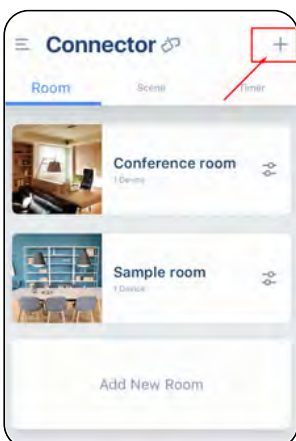 Connector
Room Scene Timer
Conference room
1 Device
Sample room
1 Device
Add New Room